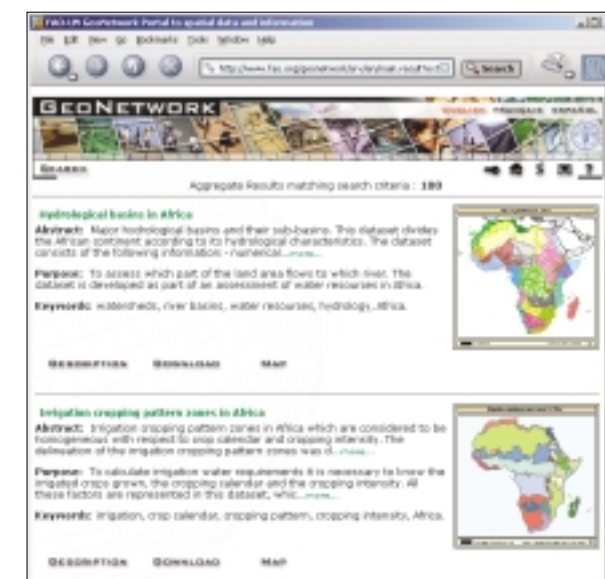 FAO-UN GeoNetwork Portal to spatial data and information
File Edit View Go Bookmarks Tools Window Help
Search
GEONETWORK
ENGLISH FRANÇAIS ESPAÑOL
SEARCH
$ ?
Aggregate Results matching search criteria : 180
Hydrological basins in Africa
Abstract: Major hydrological basins and their sub-basins. This dataset divides
the African continent according to its hydrological characteristics. The dataset
consists of the following information:- numerical...more...
Purpose: To assess which part of the land area flows to which river. The
dataset is developed as part of an assessment of water resources in Africa.
Keywords: watersheds, river basins, water resources, hydrology, Africa.
DESCRIPTION DOWNLOAD MAP
Irrigation cropping pattern zones in Africa
Abstract: Irrigation cropping pattern zones in Africa which are considered to be
homogeneous with respect to crop calendar and cropping intensity. The
delineation of the irrigation cropping pattern zones was d...more...
Purpose: To calculate irrigation water requirements it is necessary to know the
irrigated crops grown, the cropping calendar and the cropping intensity. All
these factors are represented in this dataset, whic...more...
Keywords: irrigation, crop calendar, cropping pattern, cropping intensity, Africa.
DESCRIPTION DOWNLOAD MAP